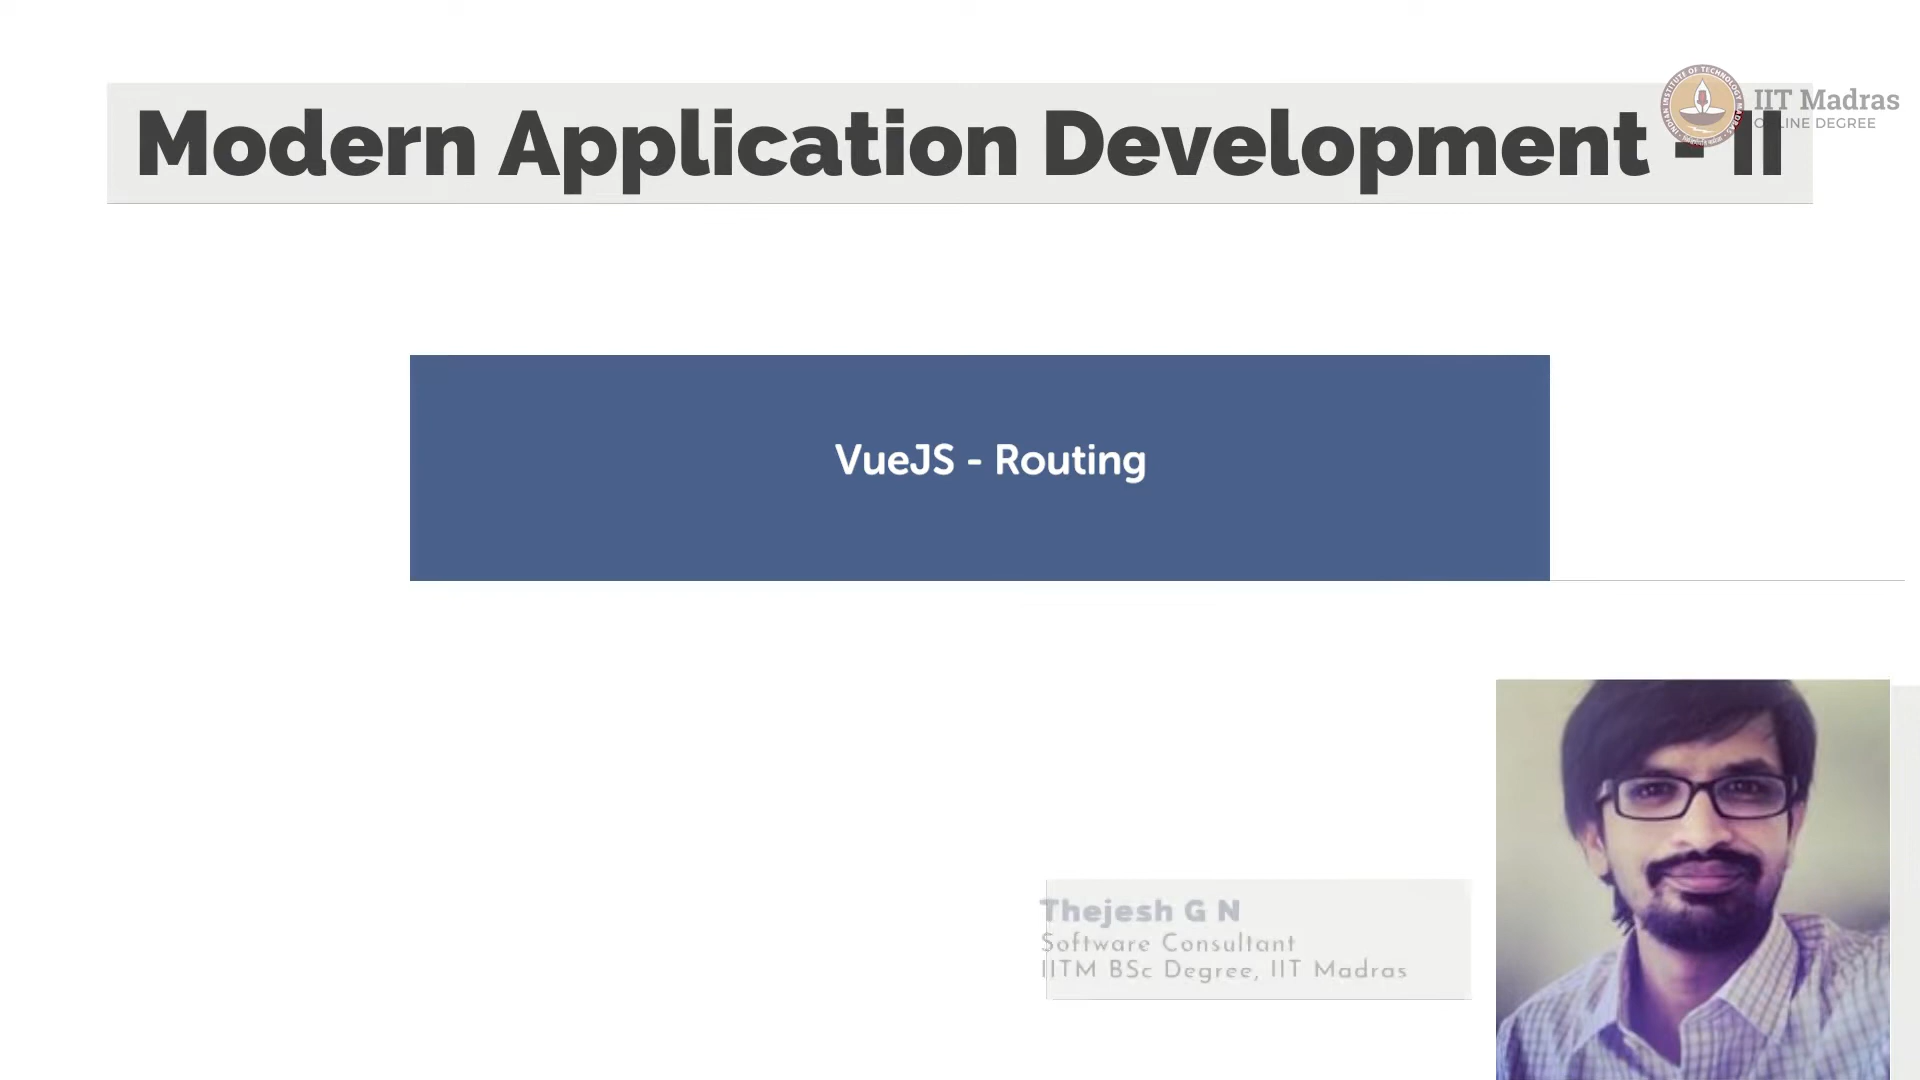 Modern Application Development - II
IIT Madras
ONLINE DEGREE
VueJS - Routing
Thejesh G N
Software Consultant
IITM BSc Degree, IIT Madras